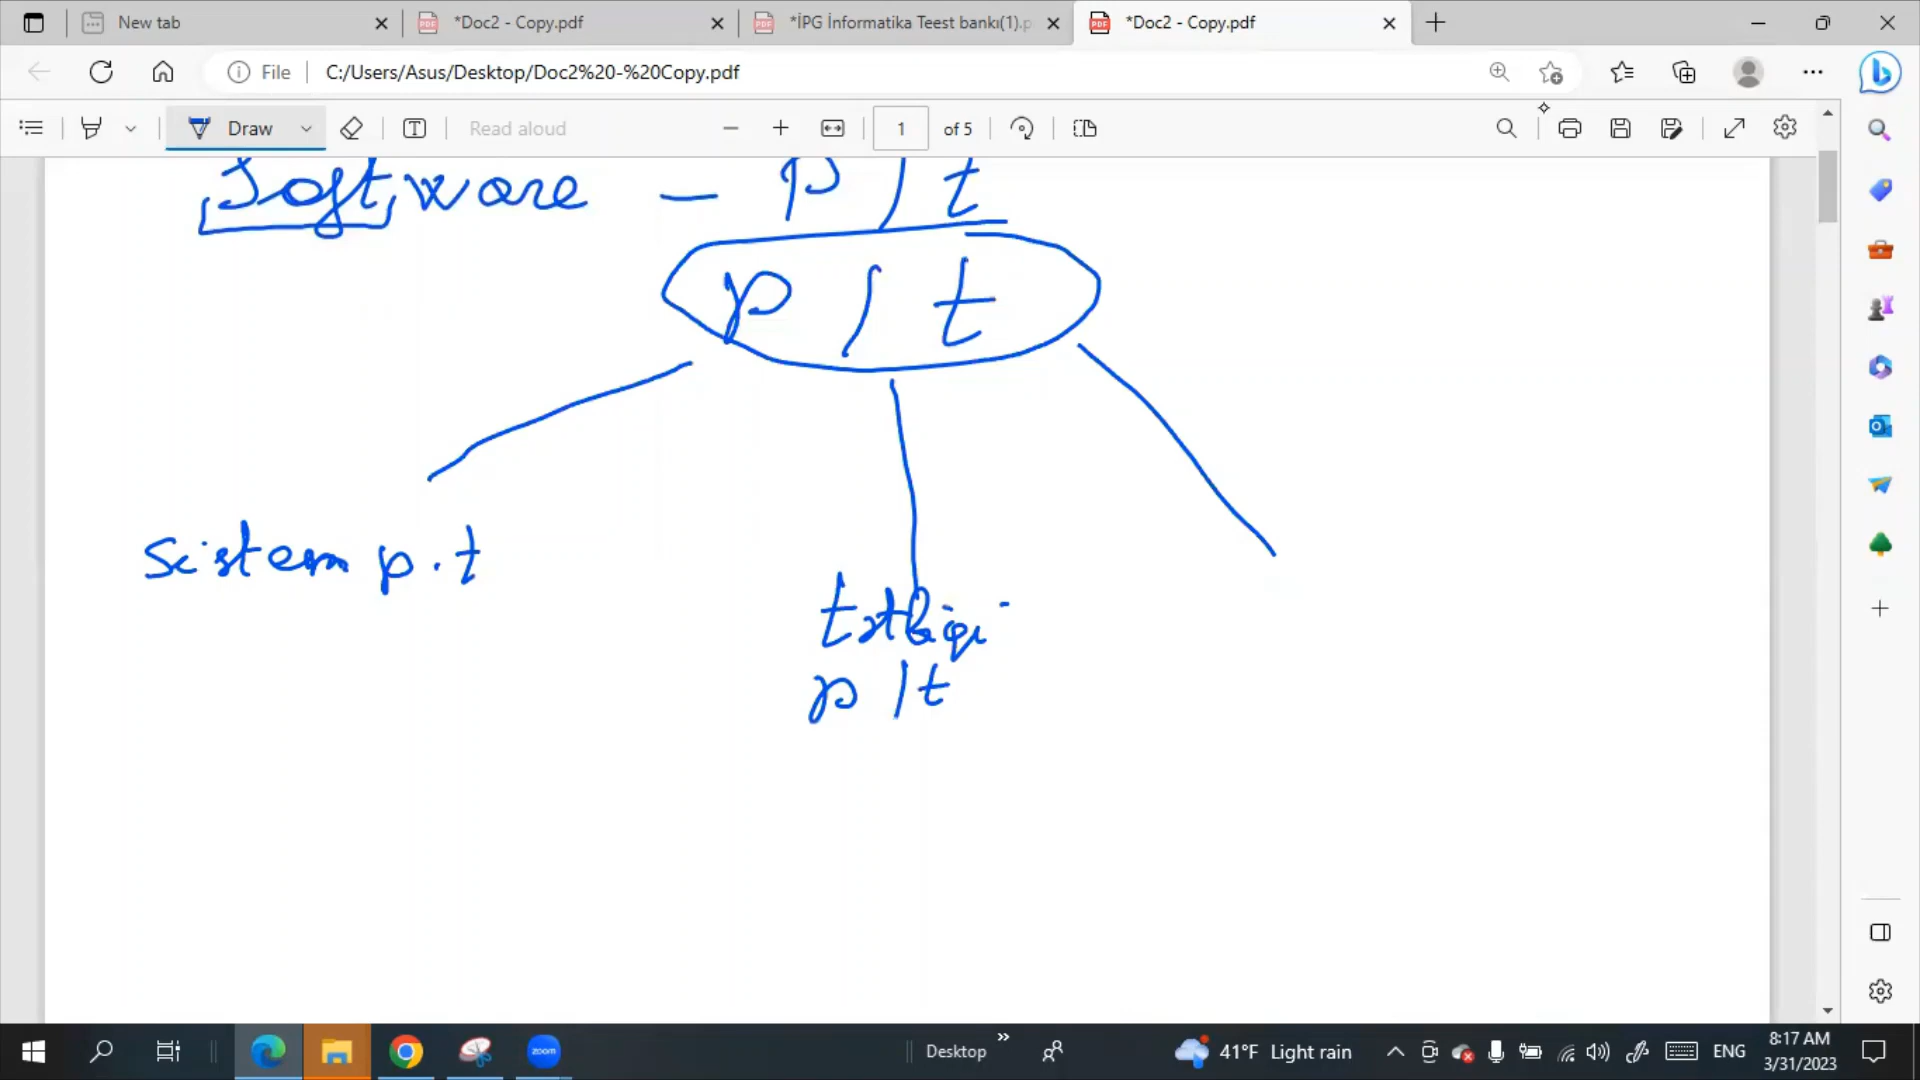 New tab
*Doc2 - Copy.pdf
*İPG İnformatika Teest bankı(1).p
*Doc2 - Copy.pdf
File
C:/Users/Asus/Desktop/Doc2%20-%20Copy.pdf
Draw
Read aloud
1
of 5
Software - p/t
p/t
Sistem p.t
tətbiqi
p/t
zoom
Desktop
41°F Light rain
ENG
8:17 AM
3/31/2023